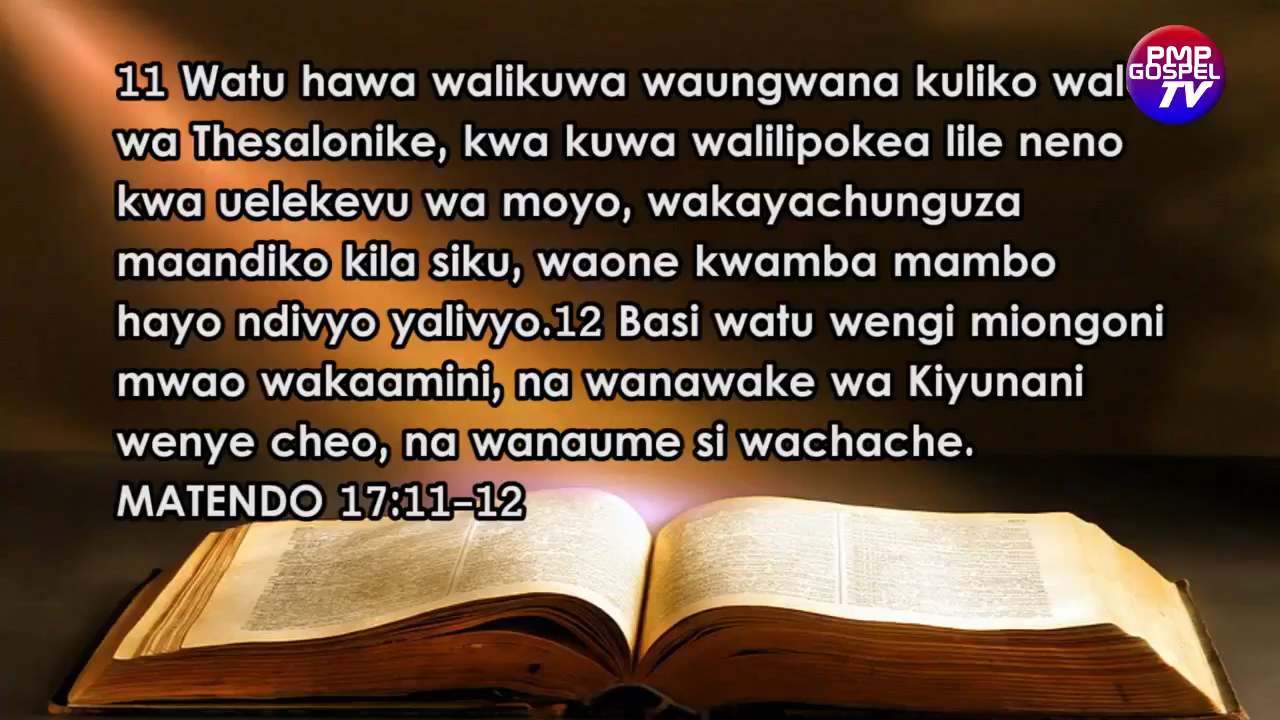 11 Watu hawa walikuwa waungwana kuliko
wa Thesalonike, kwa kuwa walilipokea lile neno
kwa uelekevu wa moyo, wakayachunguza
maandiko kila siku, waone kwamba mambo
hayo ndivyo yalivyo.12 Basi watu wengi miongoni
mwao wakaamini, na wanawake wa Kiyunani
wenye cheo, na wanaume si wachache.
MATENDO 17:11-12
PMP
GOSPEL
TV